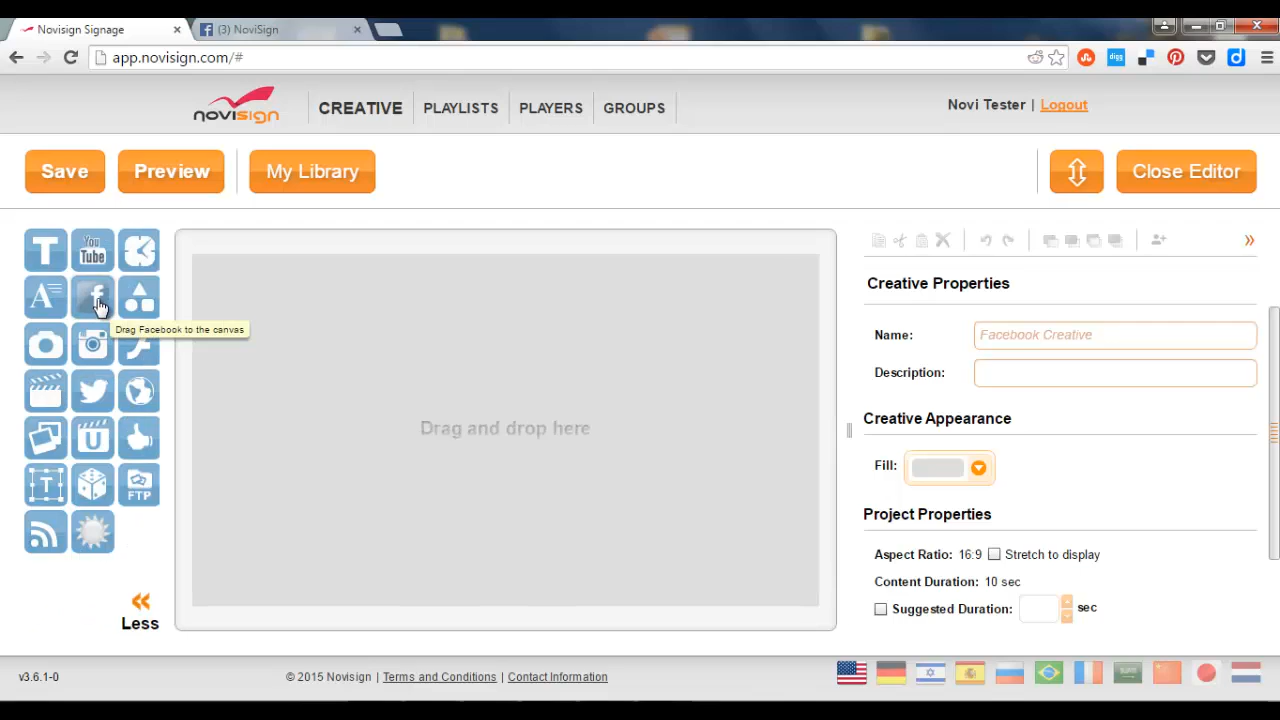 Novisign Signage
(3) NoviSign
app.novisign.com/#
digg
novisign
CREATIVE
PLAYLISTS
PLAYERS
GROUPS
Novi Tester | Logout
Save
Preview
My Library
Close Editor
T
You Tube
A
f
Drag Facebook to the canvas
U
T
FTP
Less
Drag and drop here
Creative Properties
Name: Facebook Creative
Description:
Creative Appearance
Fill:
Project Properties
Aspect Ratio: 16:9 Stretch to display
Content Duration: 10 sec
Suggested Duration: sec
v3.6.1-0
© 2015 Novisign | Terms and Conditions | Contact Information